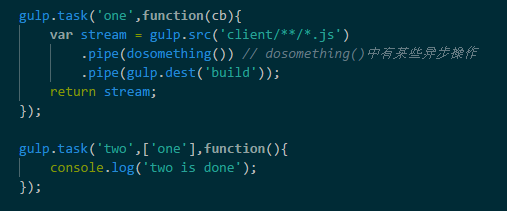 gulp.task('one',function(cb){
    var stream = gulp.src('client/**/*.js')
        .pipe(dosomething()) // dosomething()中有某些异步操作
        .pipe(gulp.dest('build'));
    return stream;
});

gulp.task('two',['one'],function(){
    console.log('two is done');
});